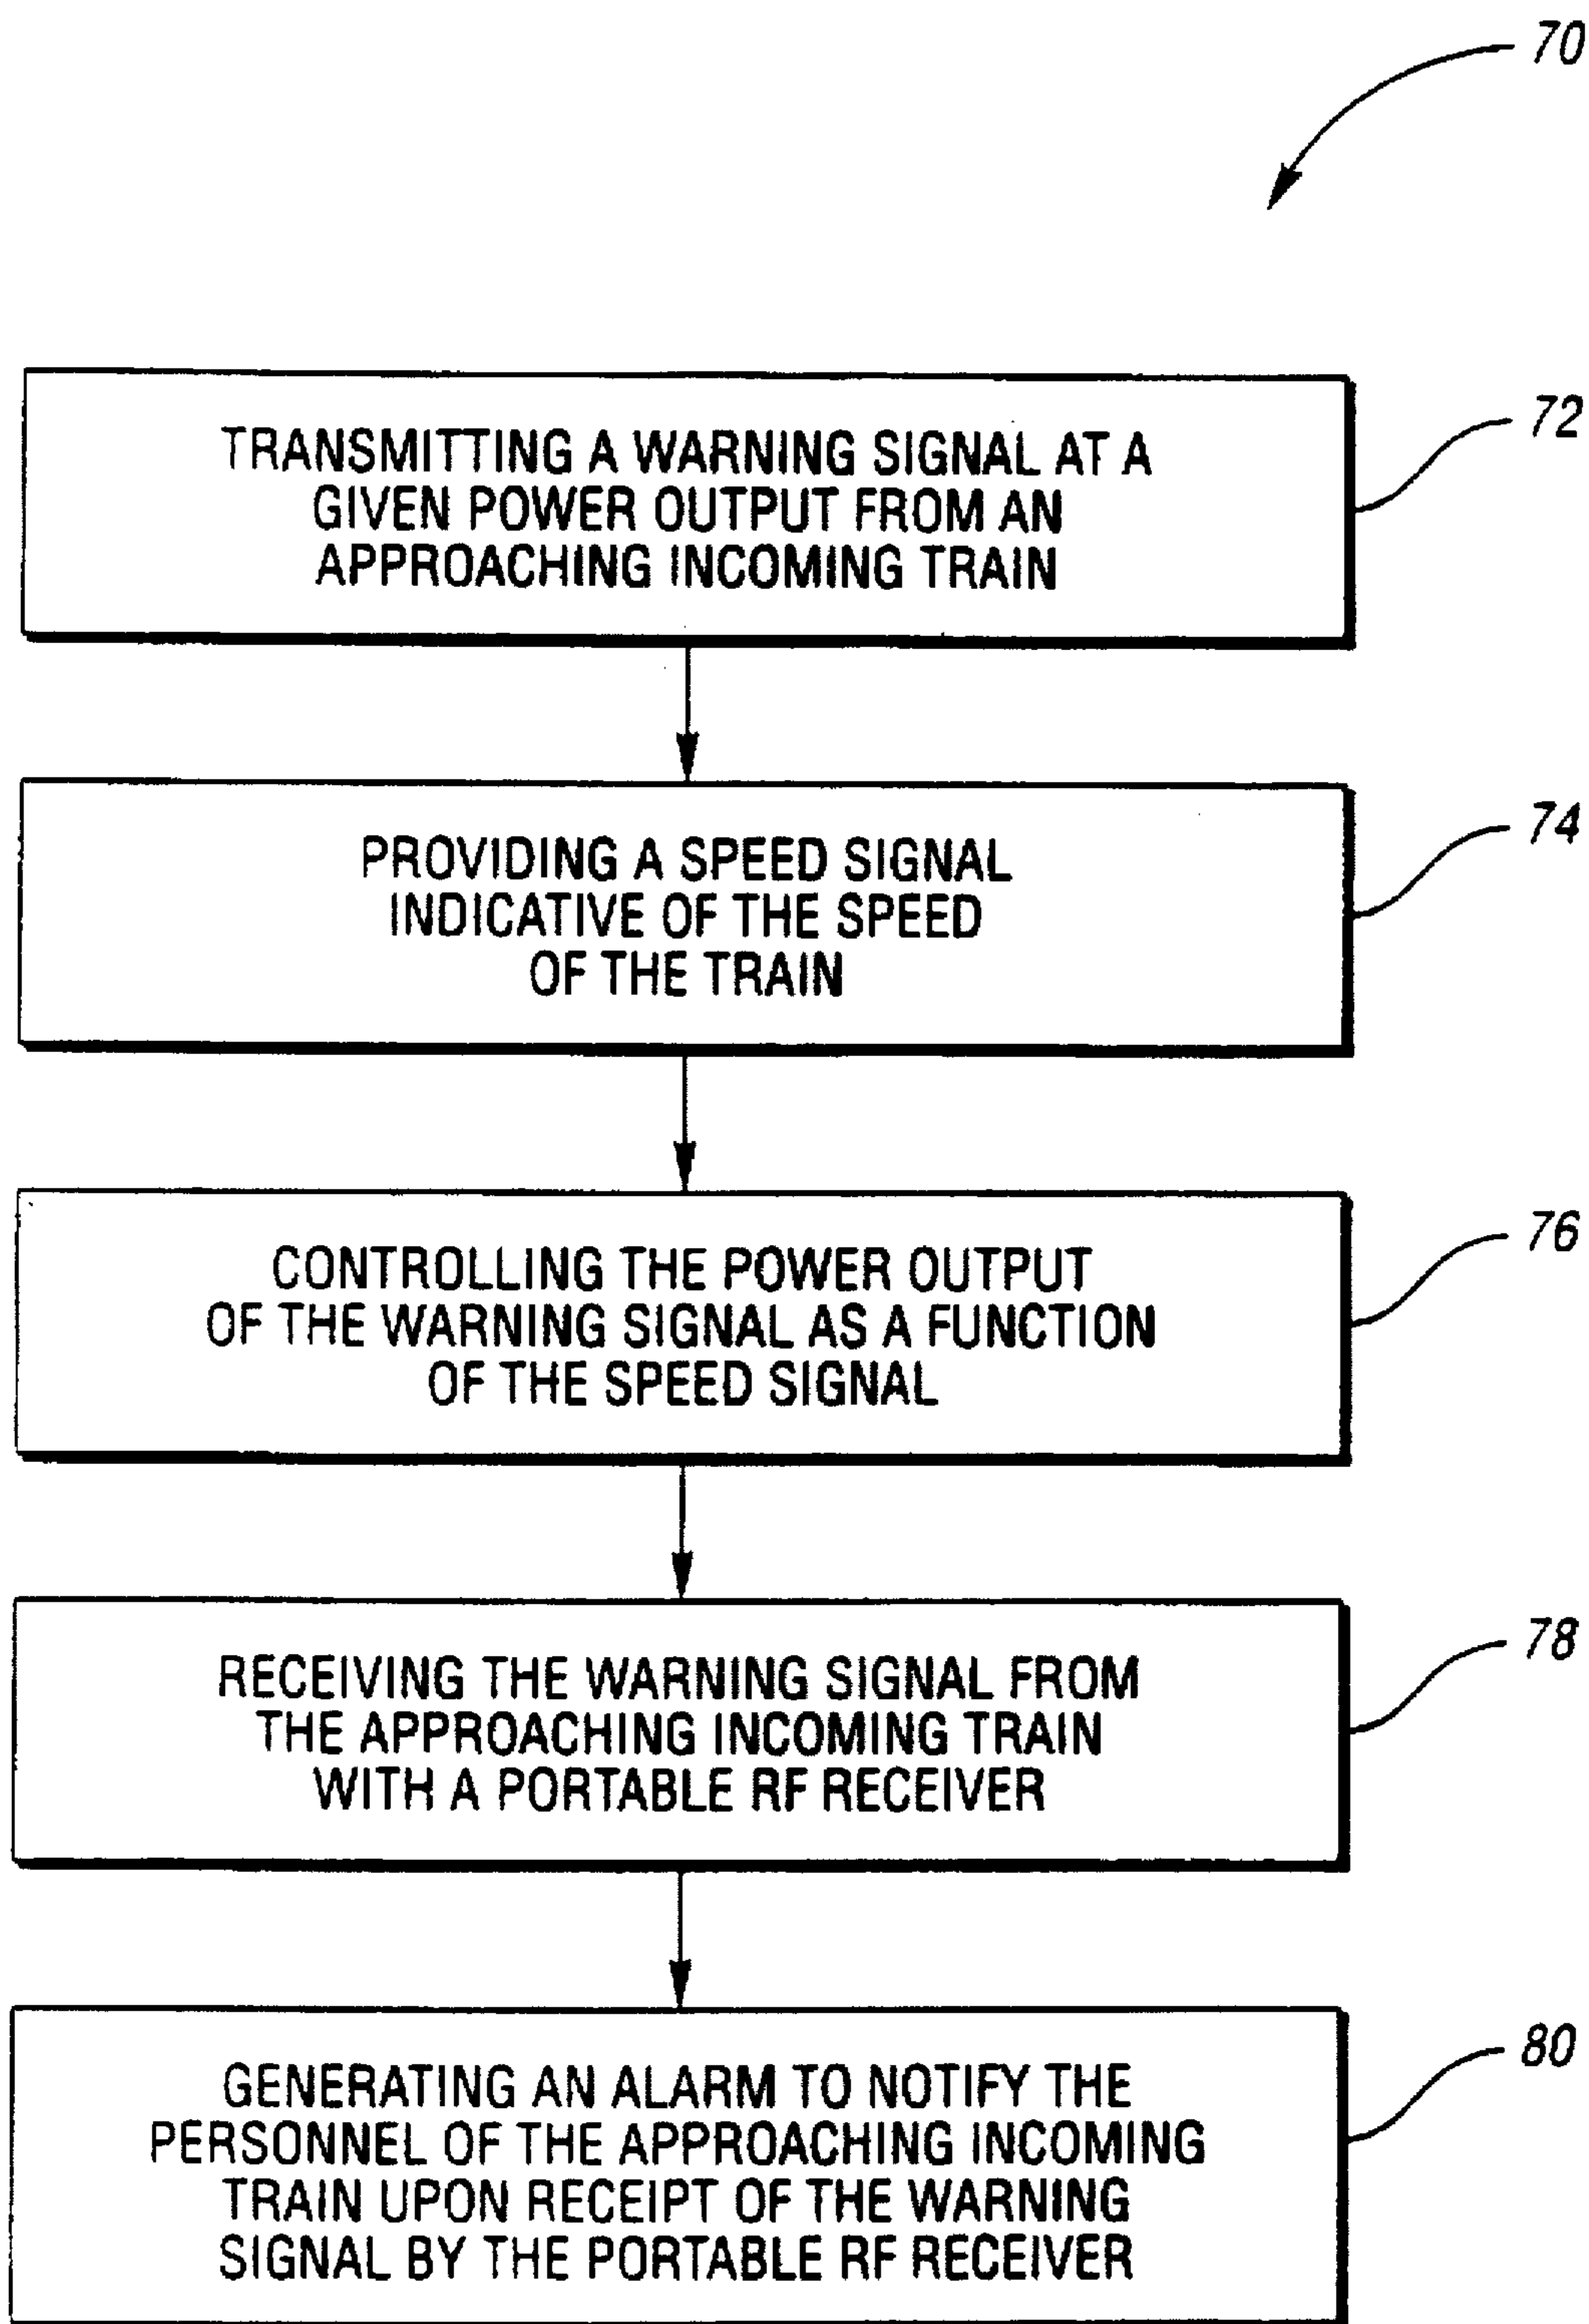 70
TRANSMITTING A WARNING SIGNAL AT A
GIVEN POWER OUTPUT FROM AN
APPROACHING INCOMING TRAIN
72
PROVIDING A SPEED SIGNAL
INDICATIVE OF THE SPEED
OF THE TRAIN
74
CONTROLLING THE POWER OUTPUT
OF THE WARNING SIGNAL AS A FUNCTION
OF THE SPEED SIGNAL
76
RECEIVING THE WARNING SIGNAL FROM
THE APPROACHING INCOMING TRAIN
WITH A PORTABLE RF RECEIVER
78
GENERATING AN ALARM TO NOTIFY THE
PERSONNEL OF THE APPROACHING INCOMING
TRAIN UPON RECEIPT OF THE WARNING
SIGNAL BY THE PORTABLE RF RECEIVER
80